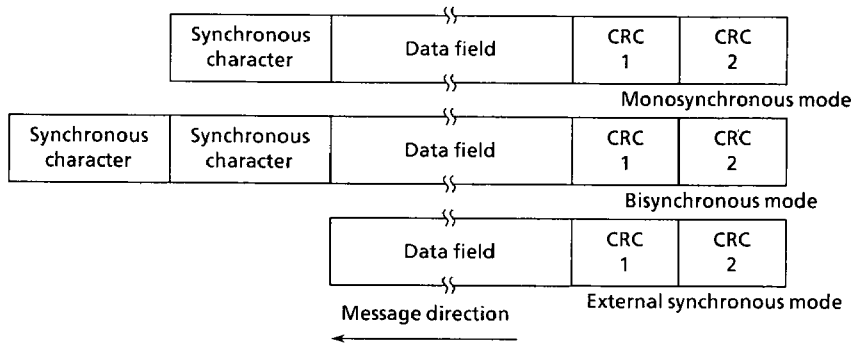 Synchronous character
Data field
CRC 1
CRC 2
Monosynchronous mode
Synchronous character
Synchronous character
Data field
CRC 1
CRC 2
Bisynchronous mode
Data field
CRC 1
CRC 2
External synchronous mode
Message direction